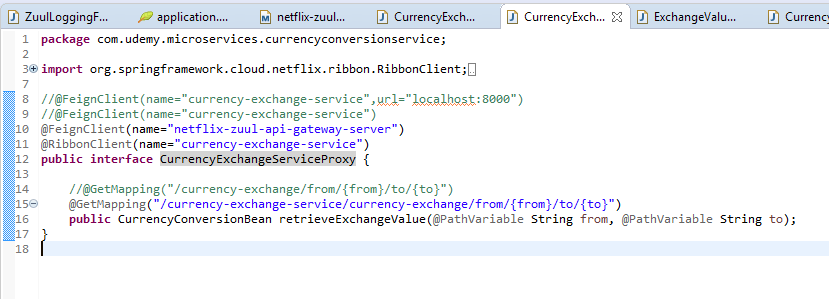 ZuulLoggingF... application.... netflix-zuul... CurrencyExch... CurrencyExch... ExchangeValu... Currency
1 package com.udemy.microservices.currencyconversionservice;
2
3 import org.springframework.cloud.netflix.ribbon.RibbonClient;
7
8 //@FeignClient(name="currency-exchange-service",url="localhost:8000")
9 //@FeignClient(name="currency-exchange-service")
10 @FeignClient(name="netflix-zuul-api-gateway-server")
11 @RibbonClient(name="currency-exchange-service")
12 public interface CurrencyExchangeServiceProxy {
13
14 //@GetMapping("/currency-exchange/from/{from}/to/{to}")
15 @GetMapping("/currency-exchange-service/currency-exchange/from/{from}/to/{to}")
16 public CurrencyConversionBean retrieveExchangeValue(@PathVariable String from, @PathVariable String to);
17 }
18